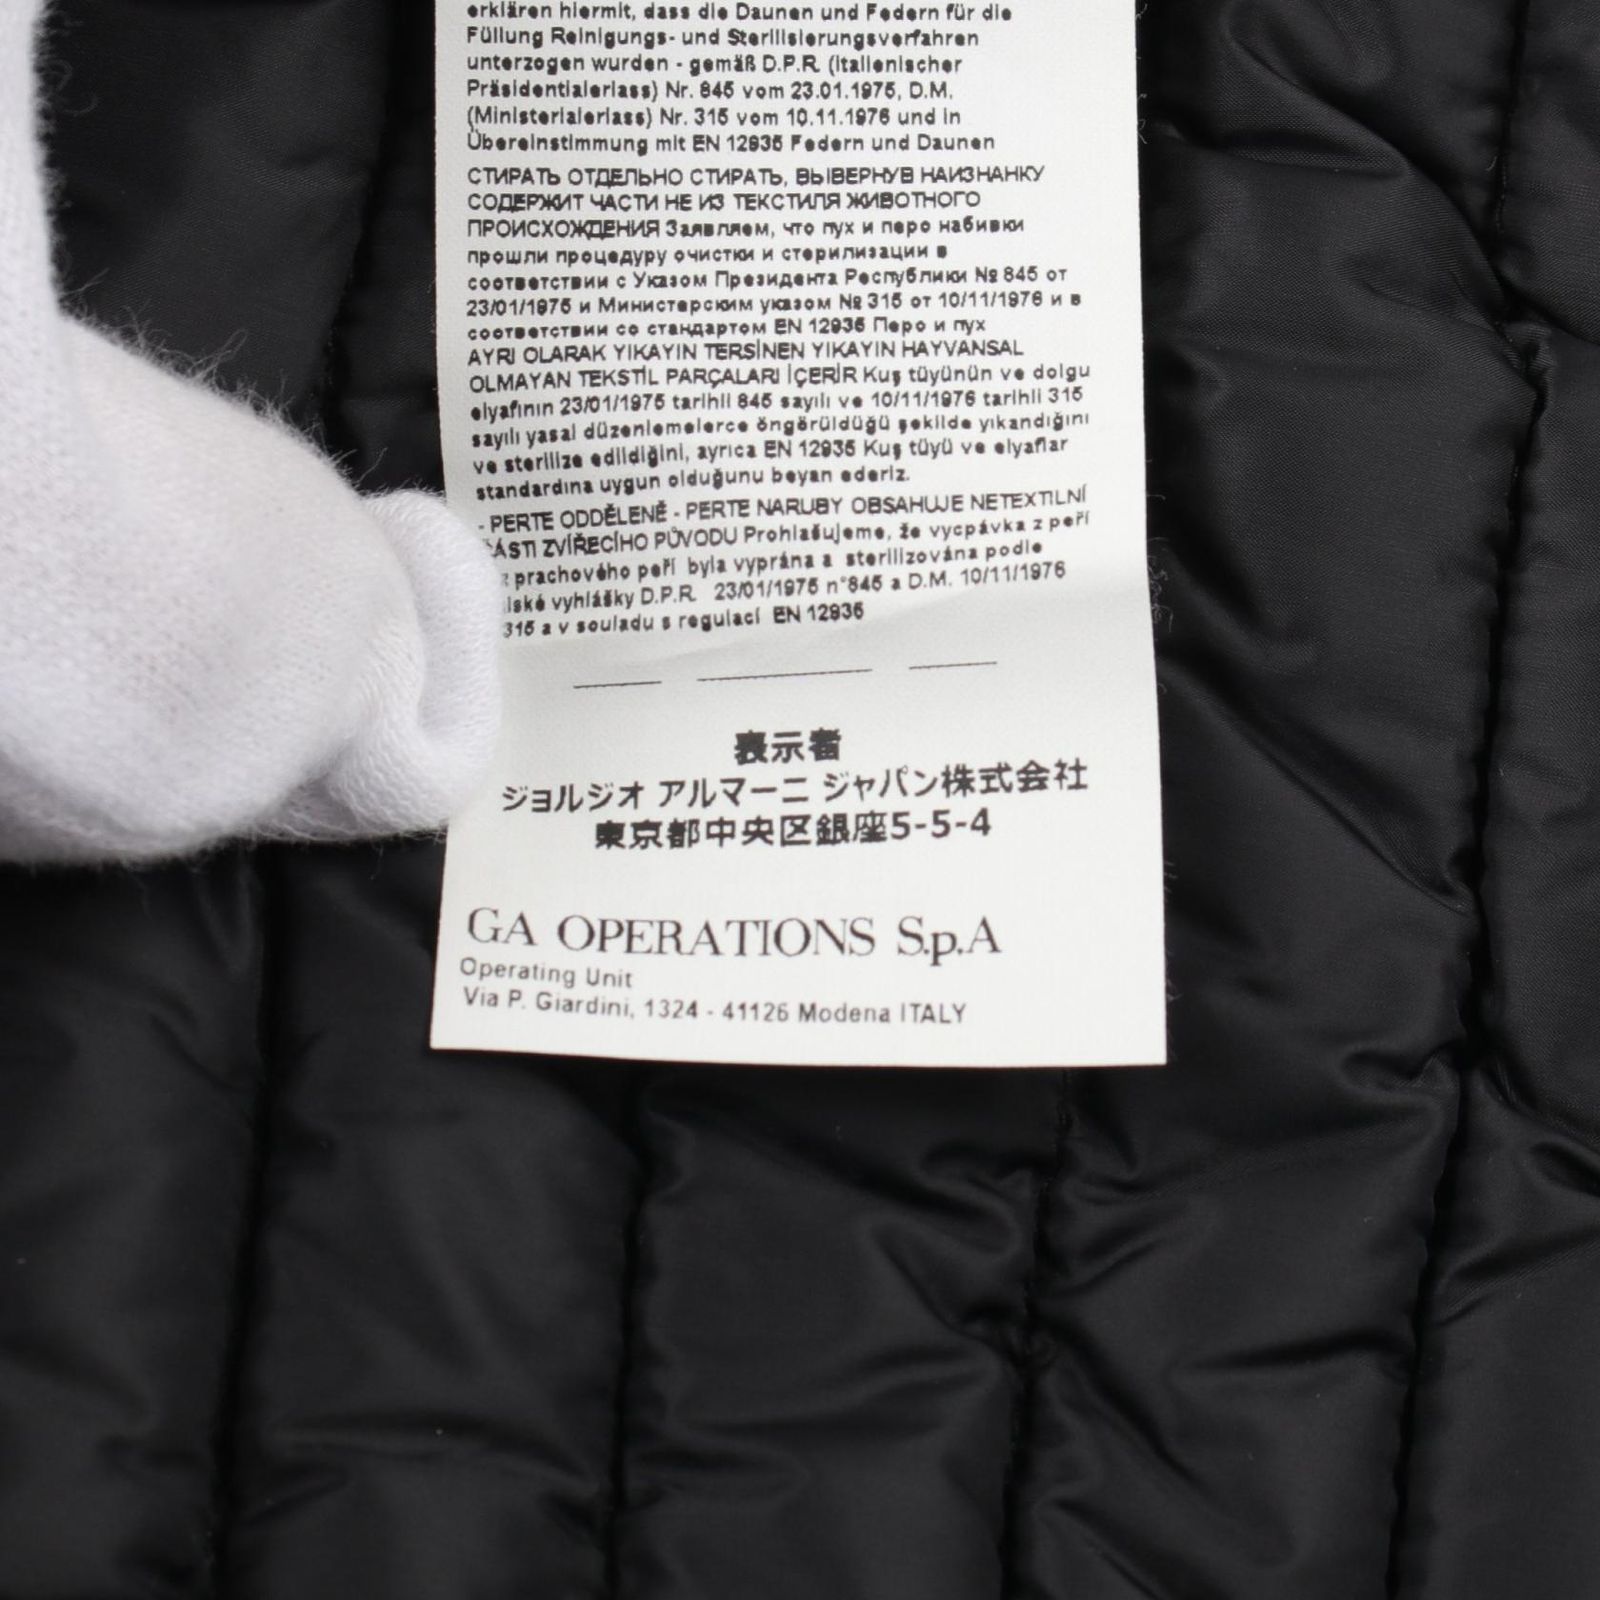 erklären hiermit, dass die Daunen und Federn für die
Füllung Reinigungs- und Sterilisierungsverfahren
unterzogen wurden - gemäß D.P.R. (Italienischer
Präsidentialerlass) Nr. 845 vom 23.01.1975, D.M.
(Ministerialerlass) Nr. 315 vom 10.11.1976 und in
Übereinstimmung mit EN 12935 Federn und Daunen
СТИРАТЬ ОТДЕЛЬНО СТИРАТЬ, ВЫВЕРНУВ НАИЗНАНКУ
СОДЕРЖИТ ЧАСТИ НЕ ИЗ ТЕКСТИЛЯ ЖИВОТНОГО
ПРОИСХОЖДЕНИЯ Заявляем, что пух и перо набивки
прошли процедуру очистки и стерилизации в
соответствии с Указом Президента Республики № 845 от
23/01/1975 и Министерским указом № 315 от 10/11/1976 и в
соответствии со стандартом EN 12935 Перо и пух
AYRI OLARAK YIKAYIN TERSİNEN YIKAYIN HAYVANSAL
OLMAYAN TEKSTİL PARÇALARI İÇERİR Kuş tüyünün ve dolgu
elyafının 23/01/1975 tarihli 845 sayılı ve 10/11/1976 tarihli 315
sayılı yasal düzenlemelerce öngörüldüğü şekilde yıkandığını
ve sterilize edildiğini, ayrıca EN 12935 Kuş tüyü ve elyaflar
standardına uygun olduğunu beyan ederiz.
- PERTE ODDĚLENĚ - PERTE NARUBY OBSAHUJE NETEXTILNÍ
ÁSTI ZVÍŘECÍHO PŮVODU Prohlašujeme, že vycpávka z peří
z prachového peří byla vyprána a sterilizována podle
lské vyhlášky D.P.R. 23/01/1975 n°845 a D.M. 10/11/1976
315 a v souladu s regulací EN 12935
表示者
ジョルジオ アルマーニ ジャパン株式会社
東京都中央区銀座5-5-4
GA OPERATIONS S.p.A
Operating Unit
Via P. Giardini, 1324 - 41126 Modena ITALY